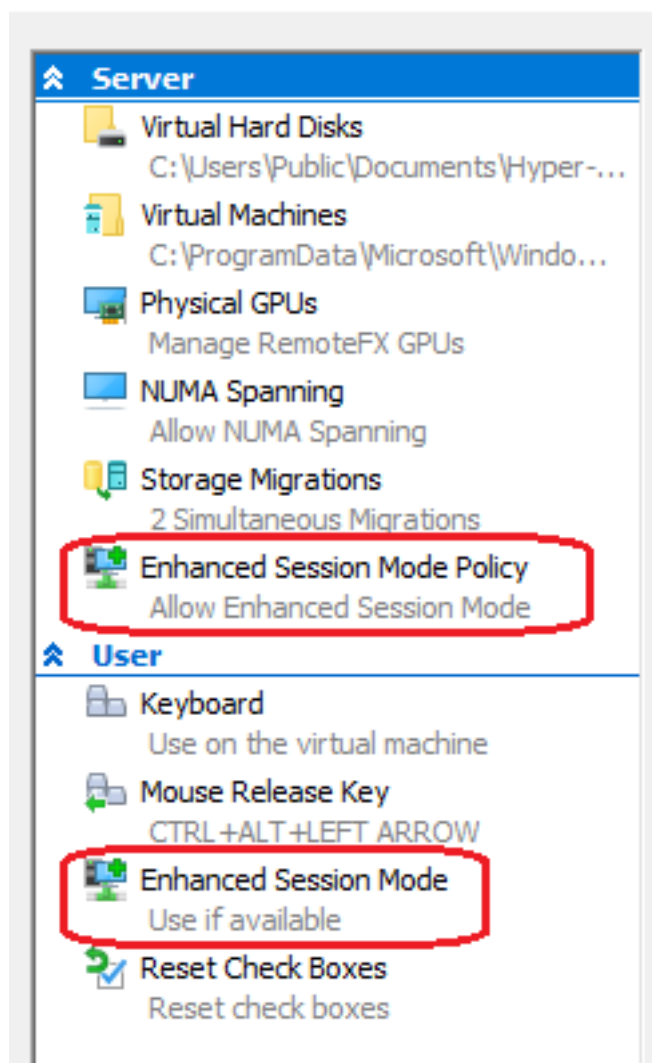 Server
Virtual Hard Disks
C:\Users\Public\Documents\Hyper-...
Virtual Machines
C:\ProgramData\Microsoft\Windo...
Physical GPUs
Manage RemoteFX GPUs
NUMA Spanning
Allow NUMA Spanning
Storage Migrations
2 Simultaneous Migrations
Enhanced Session Mode Policy
Allow Enhanced Session Mode
User
Keyboard
Use on the virtual machine
Mouse Release Key
CTRL+ALT+LEFT ARROW
Enhanced Session Mode
Use if available
Reset Check Boxes
Reset check boxes